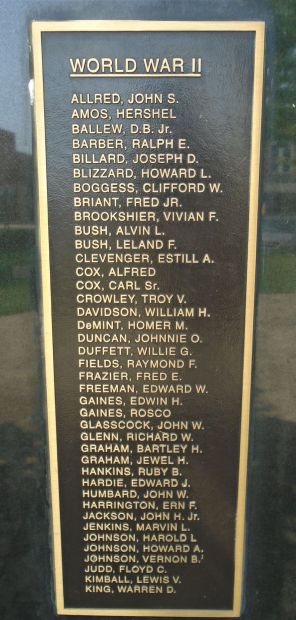 WORLD WAR II
ALLRED, JOHN S.
AMOS, HERSHEL
BALLEW, D.B. Jr.
BARBER, RALPH E.
BILLARD, JOSEPH D.
BLIZZARD, HOWARD L.
BOGGESS, CLIFFORD W.
BRIANT, FRED JR.
BROOKSHIER, VIVIAN F.
BUSH, ALVIN L.
BUSH, LELAND F.
CLEVENGER, ESTILL A.
COX, ALFRED
COX, CARL Sr.
CROWLEY, TROY V.
DAVIDSON, WILLIAM H.
DeMINT, HOMER M.
DUNCAN, JOHNNIE O.
DUFFETT, WILLIE G.
FIELDS, RAYMOND F.
FRAZIER, FRED E.
FREEMAN, EDWARD W.
GAINES, EDWIN H.
GAINES, ROSCO
GLASSCOCK, JOHN W.
GLENN, RICHARD W.
GRAHAM, BARTLEY H.
GRAHAM, JEWEL H.
HANKINS, RUBY B.
HARDIE, EDWARD J.
HUMBARD, JOHN W.
HARRINGTON, ERN F.
JACKSON, JOHN H. Jr.
JENKINS, MARVIN L.
JOHNSON, HAROLD L
JOHNSON, HOWARD A.
JOHNSON, VERNON B.
JUDD, FLOYD C.
KIMBALL, LEWIS V.
KING, WARREN D.